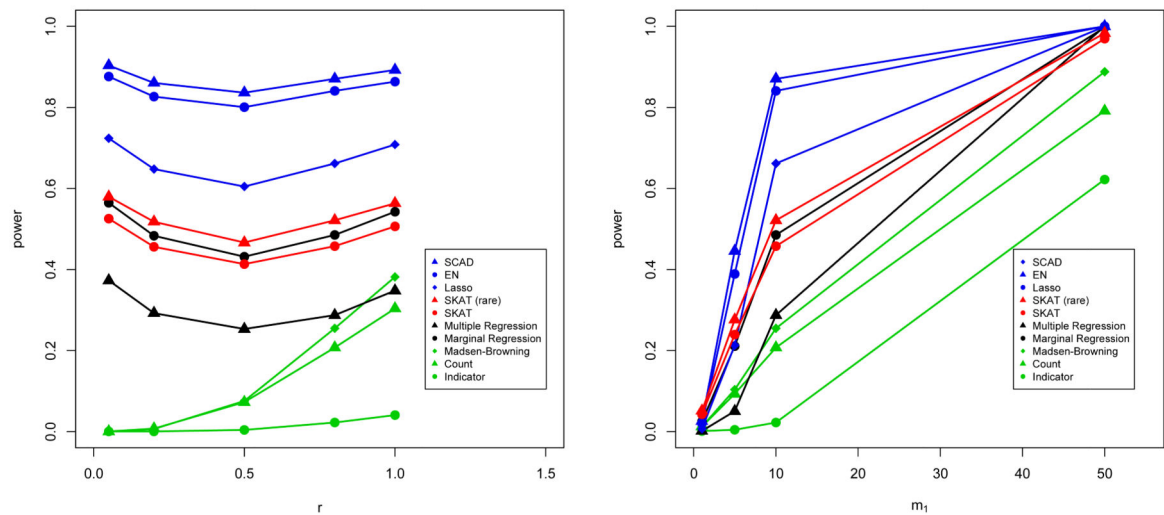 1.0
0.8
0.6
0.4
0.2
0.0
power
0.0
0.5
1.0
1.5
r
SCAD
EN
Lasso
SKAT (rare)
SKAT
Multiple Regression
Marginal Regression
Madsen-Browning
Count
Indicator
1.0
0.8
0.6
0.4
0.2
0.0
power
0
10
20
30
40
50
m₁
SCAD
EN
Lasso
SKAT (rare)
SKAT
Multiple Regression
Marginal Regression
Madsen-Browning
Count
Indicator